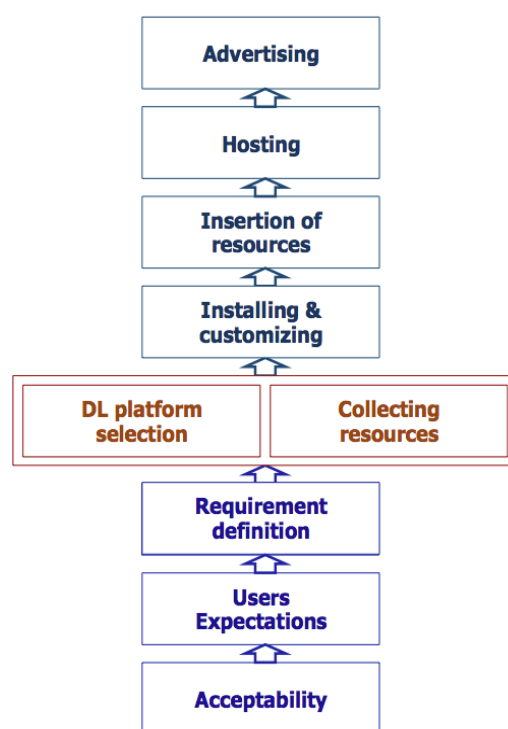 Advertising
Hosting
Insertion of
resources
Installing &
customizing
DL platform
selection
Collecting
resources
Requirement
definition
Users
Expectations
Acceptability